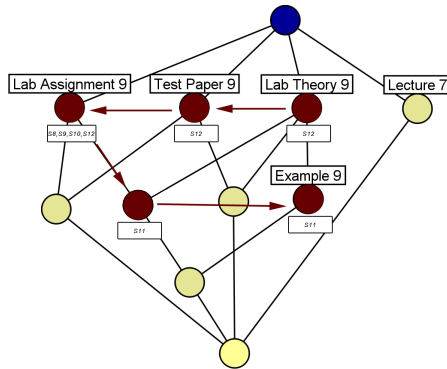 Lab Assignment 9
Test Paper 9
Lab Theory 9
Lecture 7
S8,S9,S10,S12
S12
S12
Example 9
S11
S11